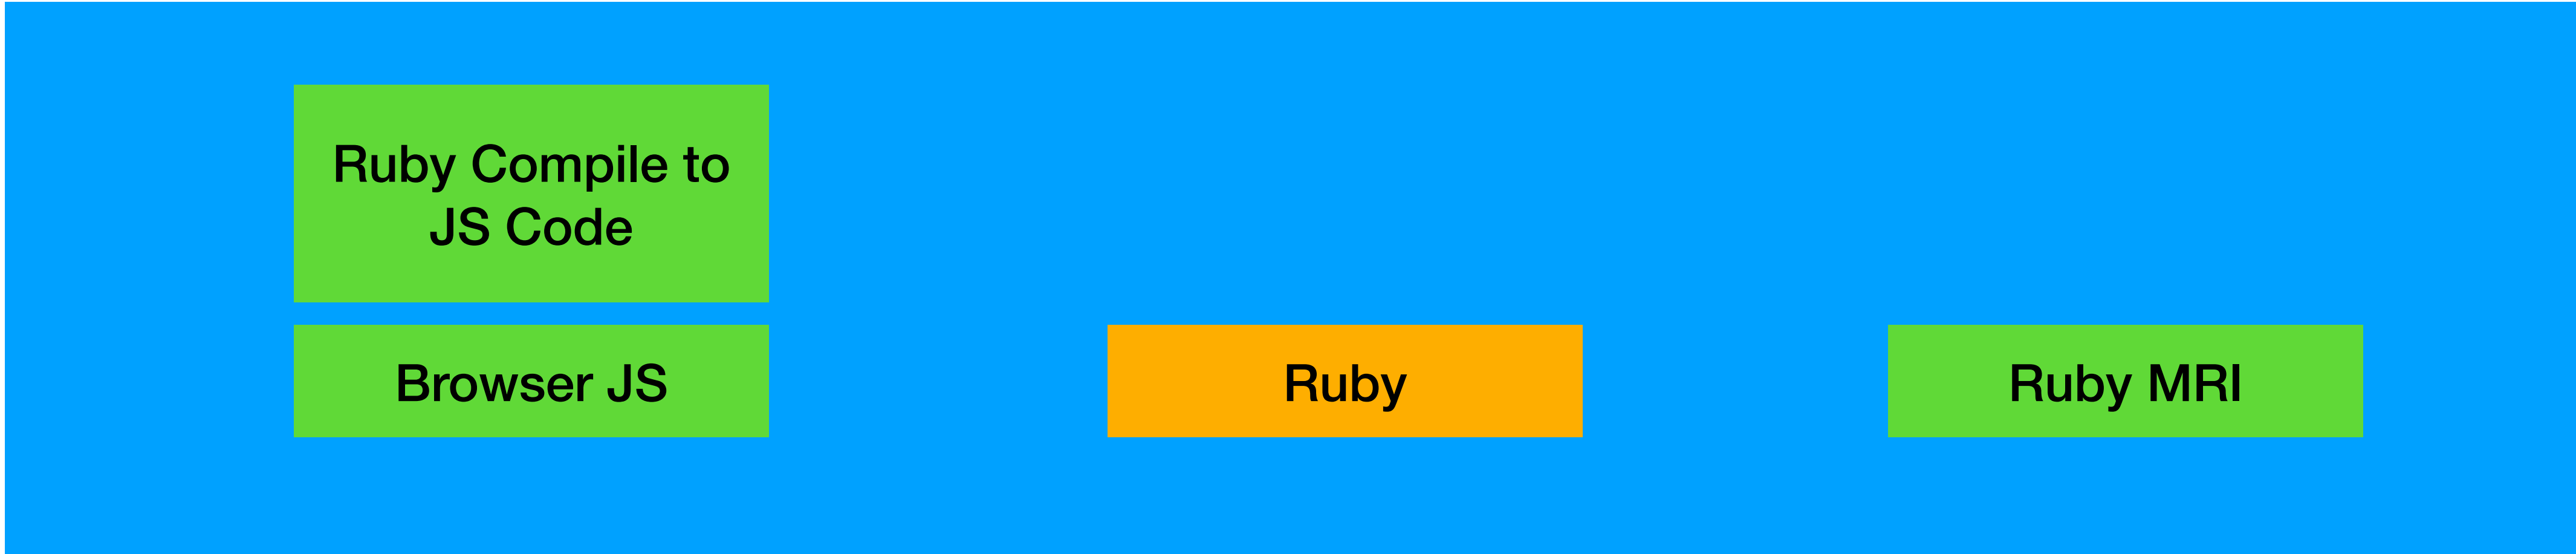 Ruby Compile to
JS Code
Browser JS
Ruby
Ruby MRI